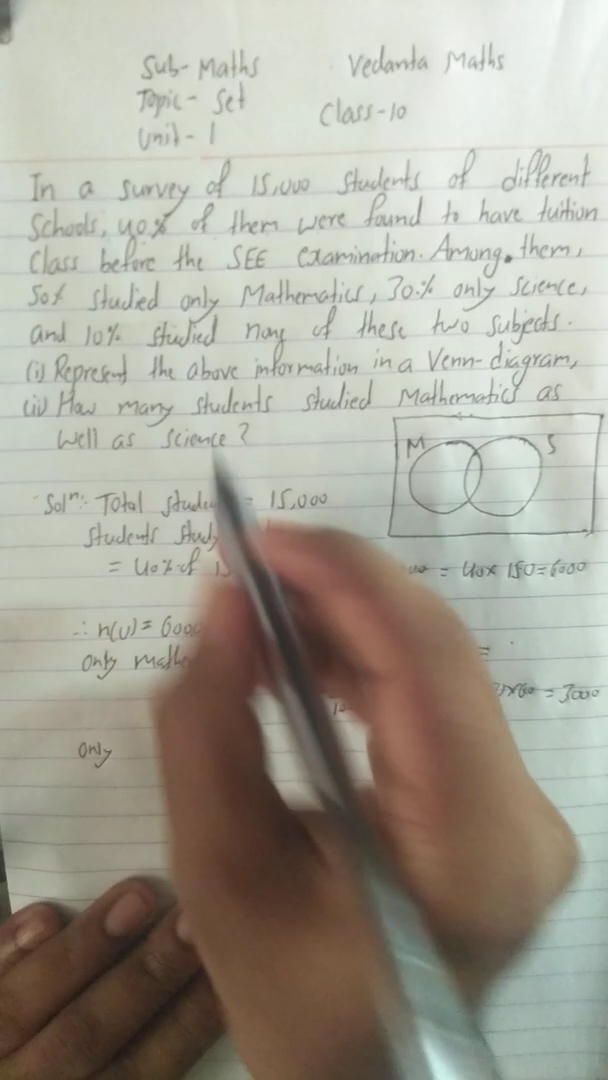 Sub- Maths Vedanta Maths
Topic- Set Class-10
Unit- 1
In a survey of 15,000 students of different
Schools, 40% of them were found to have tuition
Class before the SEE examination. Among them,
50% studied only Mathematics, 30% only science,
and 10% studied none of these two subjects.
(i) Represent the above information in a Venn-diagram,
(ii) How many students studied Mathematics as
well as science?
M S
Solⁿ: Total = 15,000
students
= 40% of = 40 x 150 = 6000
∴ n(U) =
Only =
= 3000
10
Only